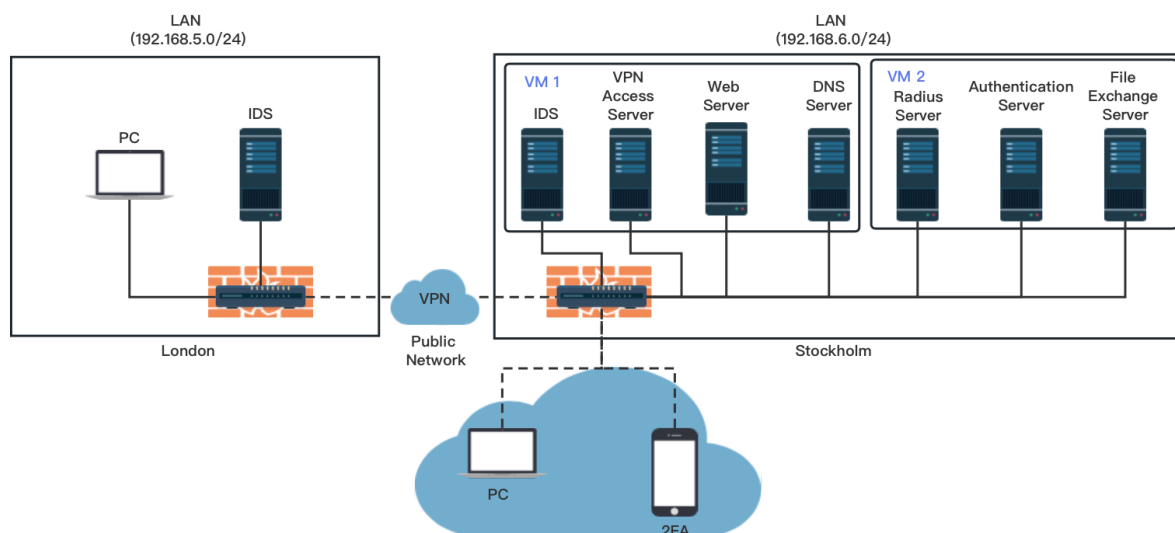 LAN
(192.168.5.0/24)
LAN
(192.168.6.0/24)
PC
IDS
VM 1
IDS
VPN
Access
Server
Web
Server
DNS
Server
VM 2
Radius
Server
Authentication
Server
File
Exchange
Server
VPN
Public
Network
London
Stockholm
PC
2FA